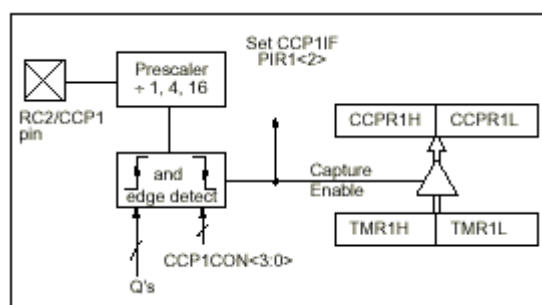 Set CCP1IF
PIR1<2>
Prescaler
÷ 1, 4, 16
RC2/CCP1
pin
CCPR1H CCPR1L
and
edge detect
Capture
Enable
TMR1H TMR1L
CCP1CON<3:0>
Q's